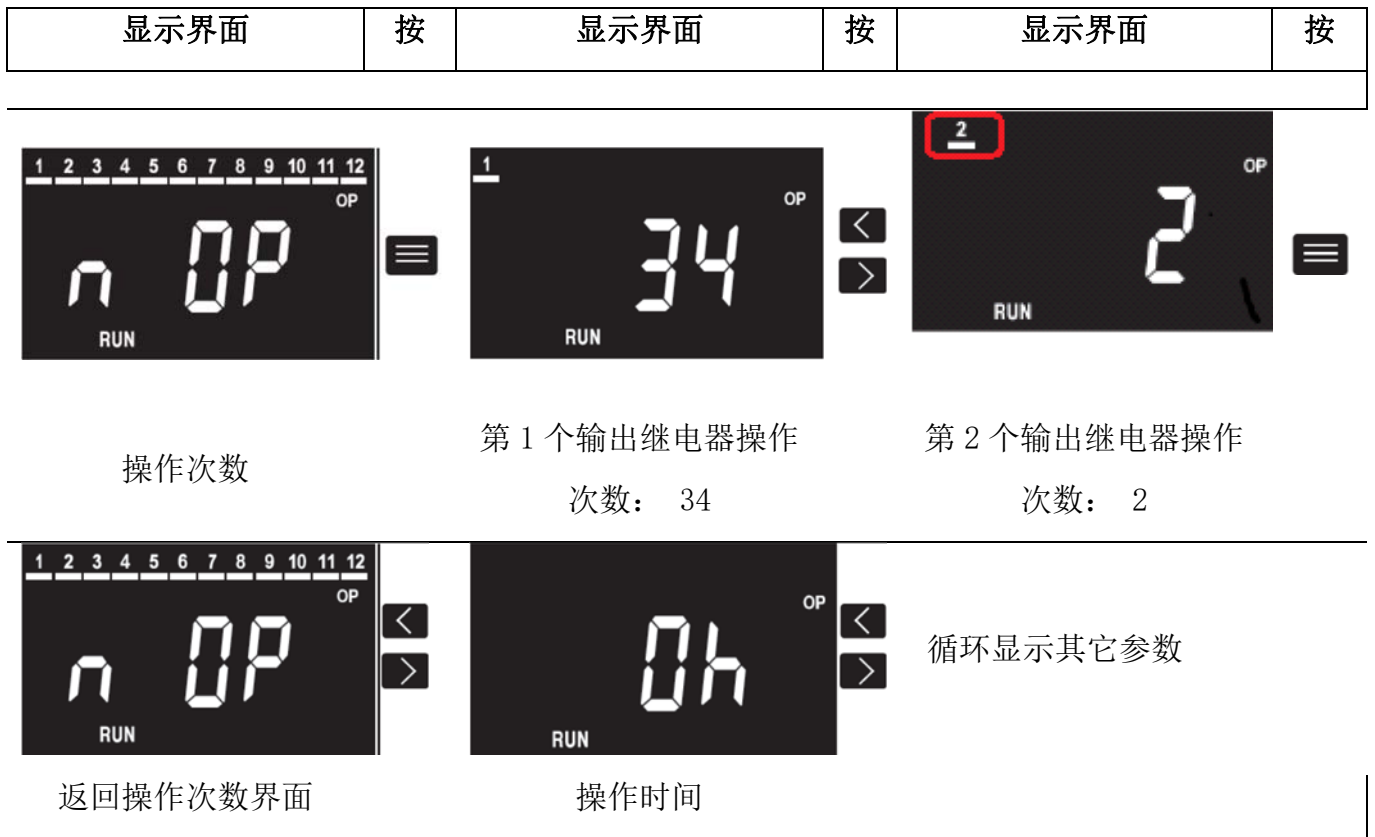 显示界面 按 显示界面 按 显示界面 按
1 2 3 4 5 6 7 8 9 10 11 12
OP
n OP
RUN
1
OP
34
RUN
2
OP
2
RUN
操作次数
第 1 个输出继电器操作
次数： 34
第 2 个输出继电器操作
次数： 2
1 2 3 4 5 6 7 8 9 10 11 12
OP
n OP
RUN
OP
0h
RUN
循环显示其它参数
返回操作次数界面
操作时间